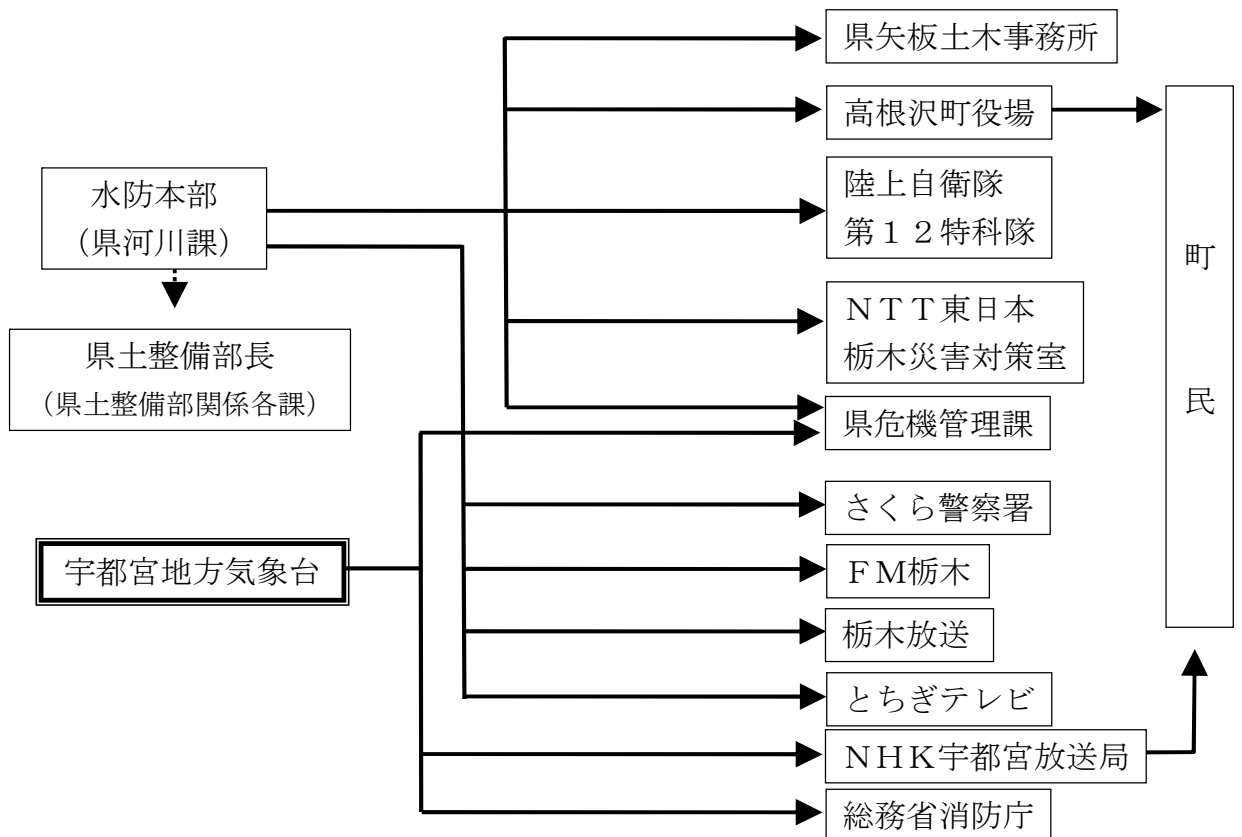 県矢板土木事務所
高根沢町役場
水防本部
（県河川課）
陸上自衛隊
第１２特科隊
町
民
ＮＴＴ東日本
栃木災害対策室
県土整備部長
（県土整備部関係各課）
県危機管理課
さくら警察署
宇都宮地方気象台
ＦＭ栃木
栃木放送
とちぎテレビ
ＮＨＫ宇都宮放送局
総務省消防庁